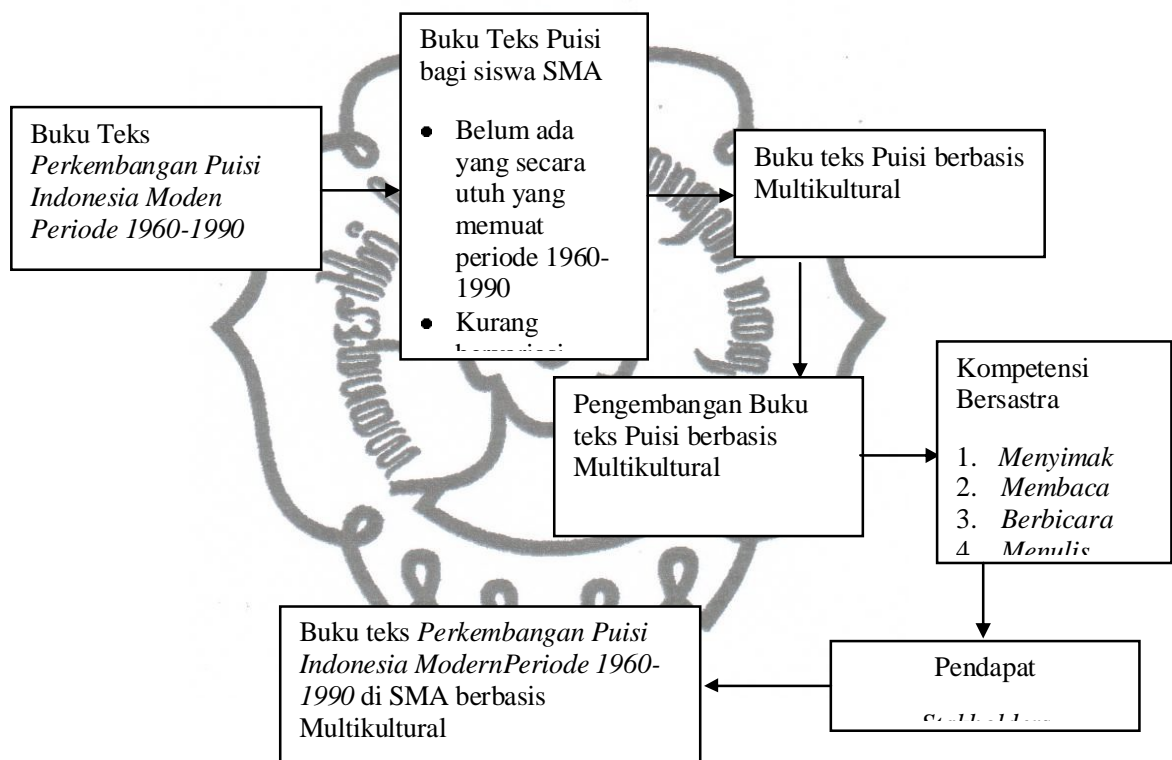 Buku Teks
Perkembangan Puisi
Indonesia Moden
Periode 1960-1990
Buku Teks Puisi
bagi siswa SMA
• Belum ada
yang secara
utuh yang
memuat
periode 1960-
1990
• Kurang
Buku teks Puisi berbasis
Multikultural
Pengembangan Buku
teks Puisi berbasis
Multikultural
Kompetensi
Bersastra
1. Menyimak
2. Membaca
3. Berbicara
4. Menulis
Pendapat
Buku teks Perkembangan Puisi
Indonesia ModernPeriode 1960-
1990 di SMA berbasis
Multikultural